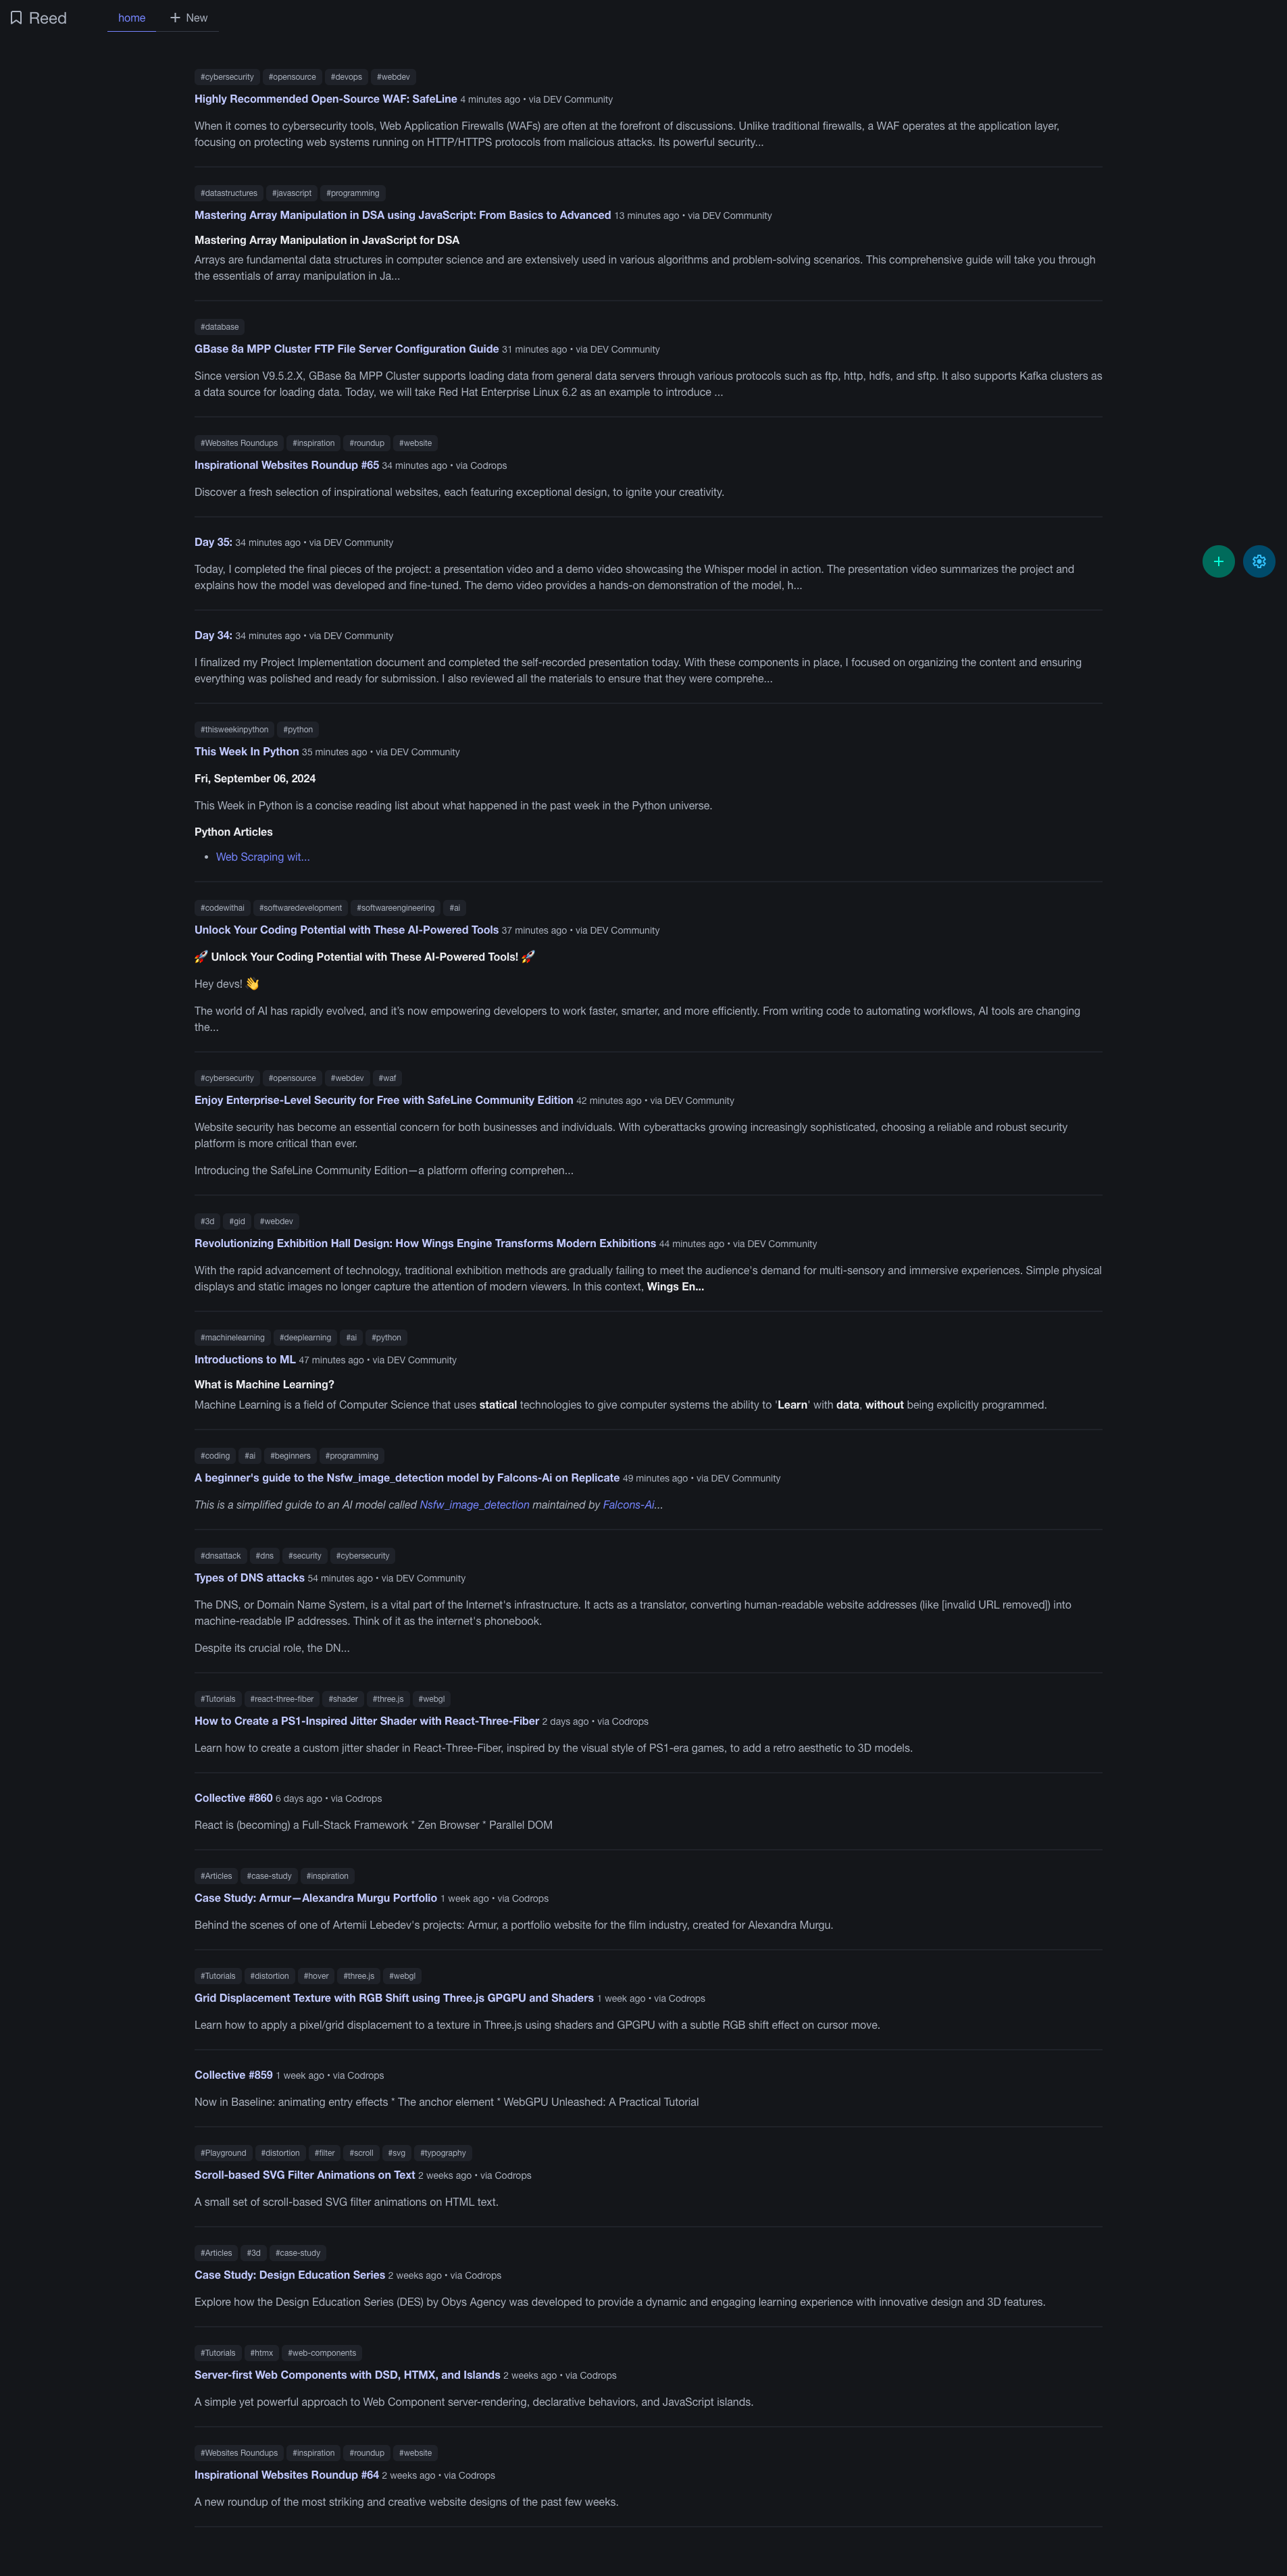 Reed
home
New
#cybersecurity #opensource #devops #webdev
Highly Recommended Open-Source WAF: SafeLine 4 minutes ago • via DEV Community
When it comes to cybersecurity tools, Web Application Firewalls (WAFs) are often at the forefront of discussions. Unlike traditional firewalls, a WAF operates at the application layer,
focusing on protecting web systems running on HTTP/HTTPS protocols from malicious attacks. Its powerful security...
#datastructures #javascript #programming
Mastering Array Manipulation in DSA using JavaScript: From Basics to Advanced 13 minutes ago • via DEV Community
Mastering Array Manipulation in JavaScript for DSA
Arrays are fundamental data structures in computer science and are extensively used in various algorithms and problem-solving scenarios. This comprehensive guide will take you through
the essentials of array manipulation in Ja...
#database
GBase 8a MPP Cluster FTP File Server Configuration Guide 31 minutes ago • via DEV Community
Since version V9.5.2.X, GBase 8a MPP Cluster supports loading data from general data servers through various protocols such as ftp, http, hdfs, and sftp. It also supports Kafka clusters as
a data source for loading data. Today, we will take Red Hat Enterprise Linux 6.2 as an example to introduce ...
#Websites Roundups #inspiration #roundup #website
Inspirational Websites Roundup #65 34 minutes ago • via Codrops
Discover a fresh selection of inspirational websites, each featuring exceptional design, to ignite your creativity.
Day 35: 34 minutes ago • via DEV Community
Today, I completed the final pieces of the project: a presentation video and a demo video showcasing the Whisper model in action. The presentation video summarizes the project and
explains how the model was developed and fine-tuned. The demo video provides a hands-on demonstration of the model, h...
Day 34: 34 minutes ago • via DEV Community
I finalized my Project Implementation document and completed the self-recorded presentation today. With these components in place, I focused on organizing the content and ensuring
everything was polished and ready for submission. I also reviewed all the materials to ensure that they were comprehe...
#thisweekinpython #python
This Week In Python 35 minutes ago • via DEV Community
Fri, September 06, 2024
This Week in Python is a concise reading list about what happened in the past week in the Python universe.
Python Articles
• Web Scraping wit...
#codewithai #softwaredevelopment #softwareengineering #ai
Unlock Your Coding Potential with These AI-Powered Tools 37 minutes ago • via DEV Community
🚀 Unlock Your Coding Potential with These AI-Powered Tools! 🚀
Hey devs! 👋
The world of AI has rapidly evolved, and it’s now empowering developers to work faster, smarter, and more efficiently. From writing code to automating workflows, AI tools are changing
the...
#cybersecurity #opensource #webdev #waf
Enjoy Enterprise-Level Security for Free with SafeLine Community Edition 42 minutes ago • via DEV Community
Website security has become an essential concern for both businesses and individuals. With cyberattacks growing increasingly sophisticated, choosing a reliable and robust security
platform is more critical than ever.
Introducing the SafeLine Community Edition—a platform offering comprehen...
#3d #gid #webdev
Revolutionizing Exhibition Hall Design: How Wings Engine Transforms Modern Exhibitions 44 minutes ago • via DEV Community
With the rapid advancement of technology, traditional exhibition methods are gradually failing to meet the audience's demand for multi-sensory and immersive experiences. Simple physical
displays and static images no longer capture the attention of modern viewers. In this context, Wings En...
#machinelearning #deeplearning #ai #python
Introductions to ML 47 minutes ago • via DEV Community
What is Machine Learning?
Machine Learning is a field of Computer Science that uses statical technologies to give computer systems the ability to 'Learn' with data, without being explicitly programmed.
#coding #ai #beginners #programming
A beginner's guide to the Nsfw_image_detection model by Falcons-Ai on Replicate 49 minutes ago • via DEV Community
This is a simplified guide to an AI model called Nsfw_image_detection maintained by Falcons-Ai...
#dnsattack #dns #security #cybersecurity
Types of DNS attacks 54 minutes ago • via DEV Community
The DNS, or Domain Name System, is a vital part of the Internet's infrastructure. It acts as a translator, converting human-readable website addresses (like [invalid URL removed]) into
machine-readable IP addresses. Think of it as the internet's phonebook.
Despite its crucial role, the DN...
#Tutorials #react-three-fiber #shader #three.js #webgl
How to Create a PS1-Inspired Jitter Shader with React-Three-Fiber 2 days ago • via Codrops
Learn how to create a custom jitter shader in React-Three-Fiber, inspired by the visual style of PS1-era games, to add a retro aesthetic to 3D models.
Collective #860 6 days ago • via Codrops
React is (becoming) a Full-Stack Framework * Zen Browser * Parallel DOM
#Articles #case-study #inspiration
Case Study: Armur—Alexandra Murgu Portfolio 1 week ago • via Codrops
Behind the scenes of one of Artemii Lebedev's projects: Armur, a portfolio website for the film industry, created for Alexandra Murgu.
#Tutorials #distortion #hover #three.js #webgl
Grid Displacement Texture with RGB Shift using Three.js GPGPU and Shaders 1 week ago • via Codrops
Learn how to apply a pixel/grid displacement to a texture in Three.js using shaders and GPGPU with a subtle RGB shift effect on cursor move.
Collective #859 1 week ago • via Codrops
Now in Baseline: animating entry effects * The anchor element * WebGPU Unleashed: A Practical Tutorial
#Playground #distortion #filter #scroll #svg #typography
Scroll-based SVG Filter Animations on Text 2 weeks ago • via Codrops
A small set of scroll-based SVG filter animations on HTML text.
#Articles #3d #case-study
Case Study: Design Education Series 2 weeks ago • via Codrops
Explore how the Design Education Series (DES) by Obys Agency was developed to provide a dynamic and engaging learning experience with innovative design and 3D features.
#Tutorials #htmx #web-components
Server-first Web Components with DSD, HTMX, and Islands 2 weeks ago • via Codrops
A simple yet powerful approach to Web Component server-rendering, declarative behaviors, and JavaScript islands.
#Websites Roundups #inspiration #roundup #website
Inspirational Websites Roundup #64 2 weeks ago • via Codrops
A new roundup of the most striking and creative website designs of the past few weeks.